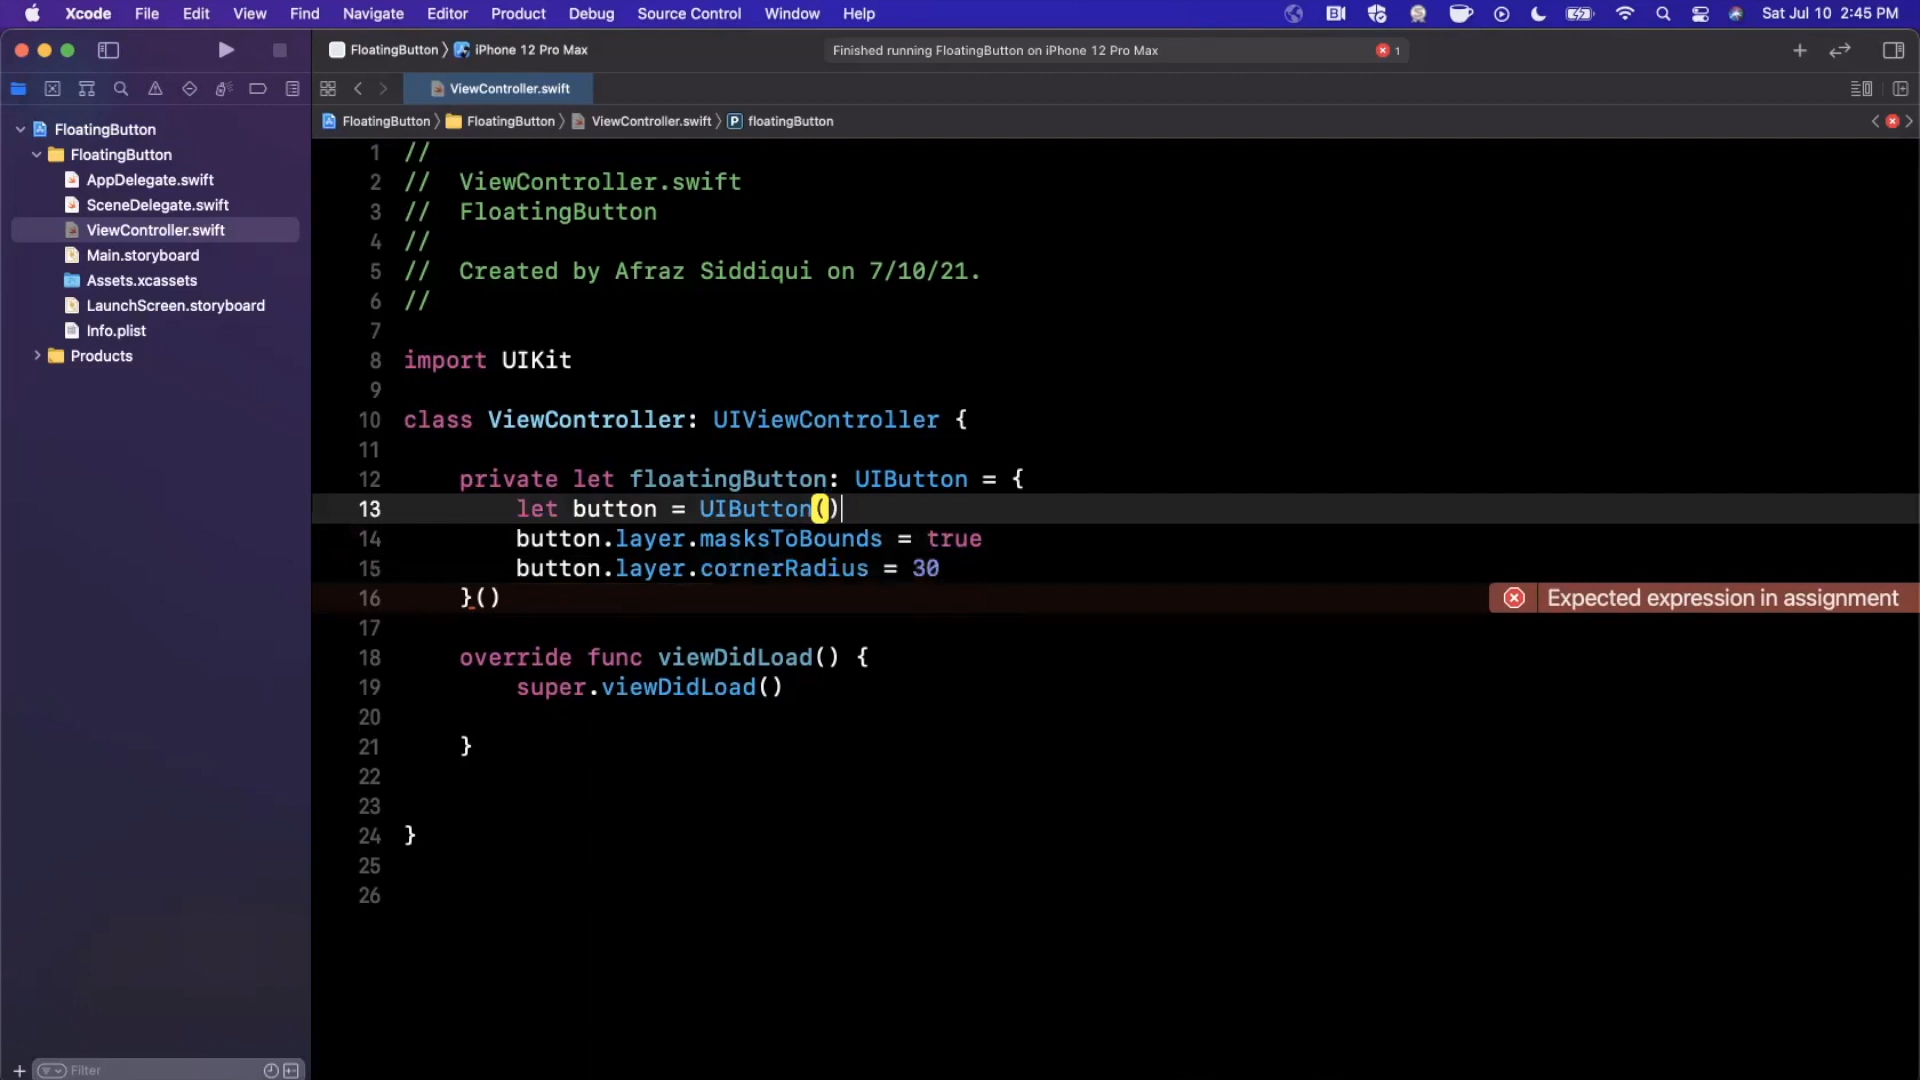 Xcode File Edit View Find Navigate Editor Product Debug Source Control Window Help Sat Jul 10 2:45 PM
FloatingButton 〉 iPhone 12 Pro Max Finished running FloatingButton on iPhone 12 Pro Max 1
ViewController.swift
FloatingButton 〉 FloatingButton 〉 ViewController.swift 〉 P floatingButton
FloatingButton
FloatingButton
AppDelegate.swift
SceneDelegate.swift
ViewController.swift
Main.storyboard
Assets.xcassets
LaunchScreen.storyboard
Info.plist
Products
Filter
1 //
2 //  ViewController.swift
3 //  FloatingButton
4 //
5 //  Created by Afraz Siddiqui on 7/10/21.
6 //
7
8 import UIKit
9
10 class ViewController: UIViewController {
11
12     private let floatingButton: UIButton = {
13         let button = UIButton()
14         button.layer.masksToBounds = true
15         button.layer.cornerRadius = 30
16     }() Expected expression in assignment
17
18     override func viewDidLoad() {
19         super.viewDidLoad()
20
21     }
22
23
24 }
25
26